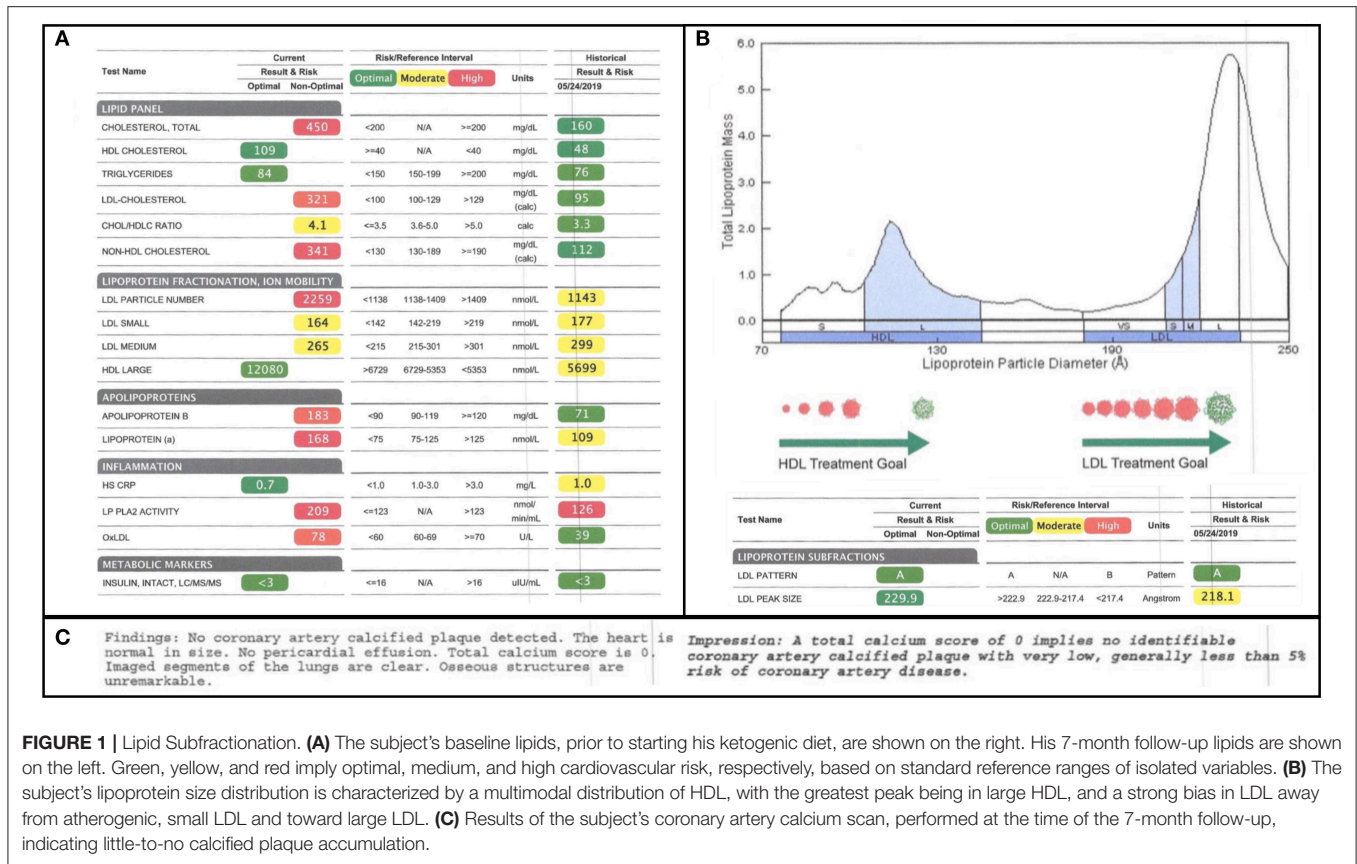 A
Current
Risk/Reference Interval
Historical
Test Name
Result & Risk
Optimal Moderate High
Units
Result & Risk
Optimal Non-Optimal
05/24/2019
LIPID PANEL
CHOLESTEROL, TOTAL 450 <200 N/A >=200 mg/dL 160
HDL CHOLESTEROL 109 >=40 N/A <40 mg/dL 48
TRIGLYCERIDES 84 <150 150-199 >=200 mg/dL 76
LDL-CHOLESTEROL 321 <100 100-129 >129 mg/dL (calc) 95
CHOL/HDLC RATIO 4.1 <=3.5 3.6-5.0 >5.0 calc 3.3
NON-HDL CHOLESTEROL 341 <130 130-189 >=190 mg/dL (calc) 112
LIPOPROTEIN FRACTIONATION, ION MOBILITY
LDL PARTICLE NUMBER 2259 <1138 1138-1409 >1409 nmol/L 1143
LDL SMALL 164 <142 142-219 >219 nmol/L 177
LDL MEDIUM 265 <215 215-301 >301 nmol/L 299
HDL LARGE 12080 >6729 6729-5353 <5353 nmol/L 5699
APOLIPOPROTEINS
APOLIPOPROTEIN B 183 <90 90-119 >=120 mg/dL 71
LIPOPROTEIN (a) 168 <75 75-125 >125 nmol/L 109
INFLAMMATION
HS CRP 0.7 <1.0 1.0-3.0 >3.0 mg/L 1.0
LP PLA2 ACTIVITY 209 <=123 N/A >123 nmol/min/mL 126
OxLDL 78 <60 60-69 >=70 U/L 39
METABOLIC MARKERS
INSULIN, INTACT, LC/MS/MS <3 <=16 N/A >16 uIU/mL <3
B
Total Lipoprotein Mass
6.0
5.0
4.0
3.0
2.0
1.0
0.0
S L VS S M L
HDL LDL
70 130 190 250
Lipoprotein Particle Diameter (Å)
HDL Treatment Goal
LDL Treatment Goal
Current
Risk/Reference Interval
Historical
Test Name
Result & Risk
Optimal Moderate High
Units
Result & Risk
Optimal Non-Optimal
05/24/2019
LIPOPROTEIN SUBFRACTIONS
LDL PATTERN A A N/A B Pattern A
LDL PEAK SIZE 229.9 >222.9 222.9-217.4 <217.4 Angstrom 218.1
C
Findings: No coronary artery calcified plaque detected. The heart is
normal in size. No pericardial effusion. Total calcium score is 0.
Imaged segments of the lungs are clear. Osseous structures are
unremarkable.
Impression: A total calcium score of 0 implies no identifiable
coronary artery calcified plaque with very low, generally less than 5%
risk of coronary artery disease.
FIGURE 1 | Lipid Subfractionation. (A) The subject's baseline lipids, prior to starting his ketogenic diet, are shown on the right. His 7-month follow-up lipids are shown
on the left. Green, yellow, and red imply optimal, medium, and high cardiovascular risk, respectively, based on standard reference ranges of isolated variables. (B) The
subject's lipoprotein size distribution is characterized by a multimodal distribution of HDL, with the greatest peak being in large HDL, and a strong bias in LDL away
from atherogenic, small LDL and toward large LDL. (C) Results of the subject's coronary artery calcium scan, performed at the time of the 7-month follow-up,
indicating little-to-no calcified plaque accumulation.